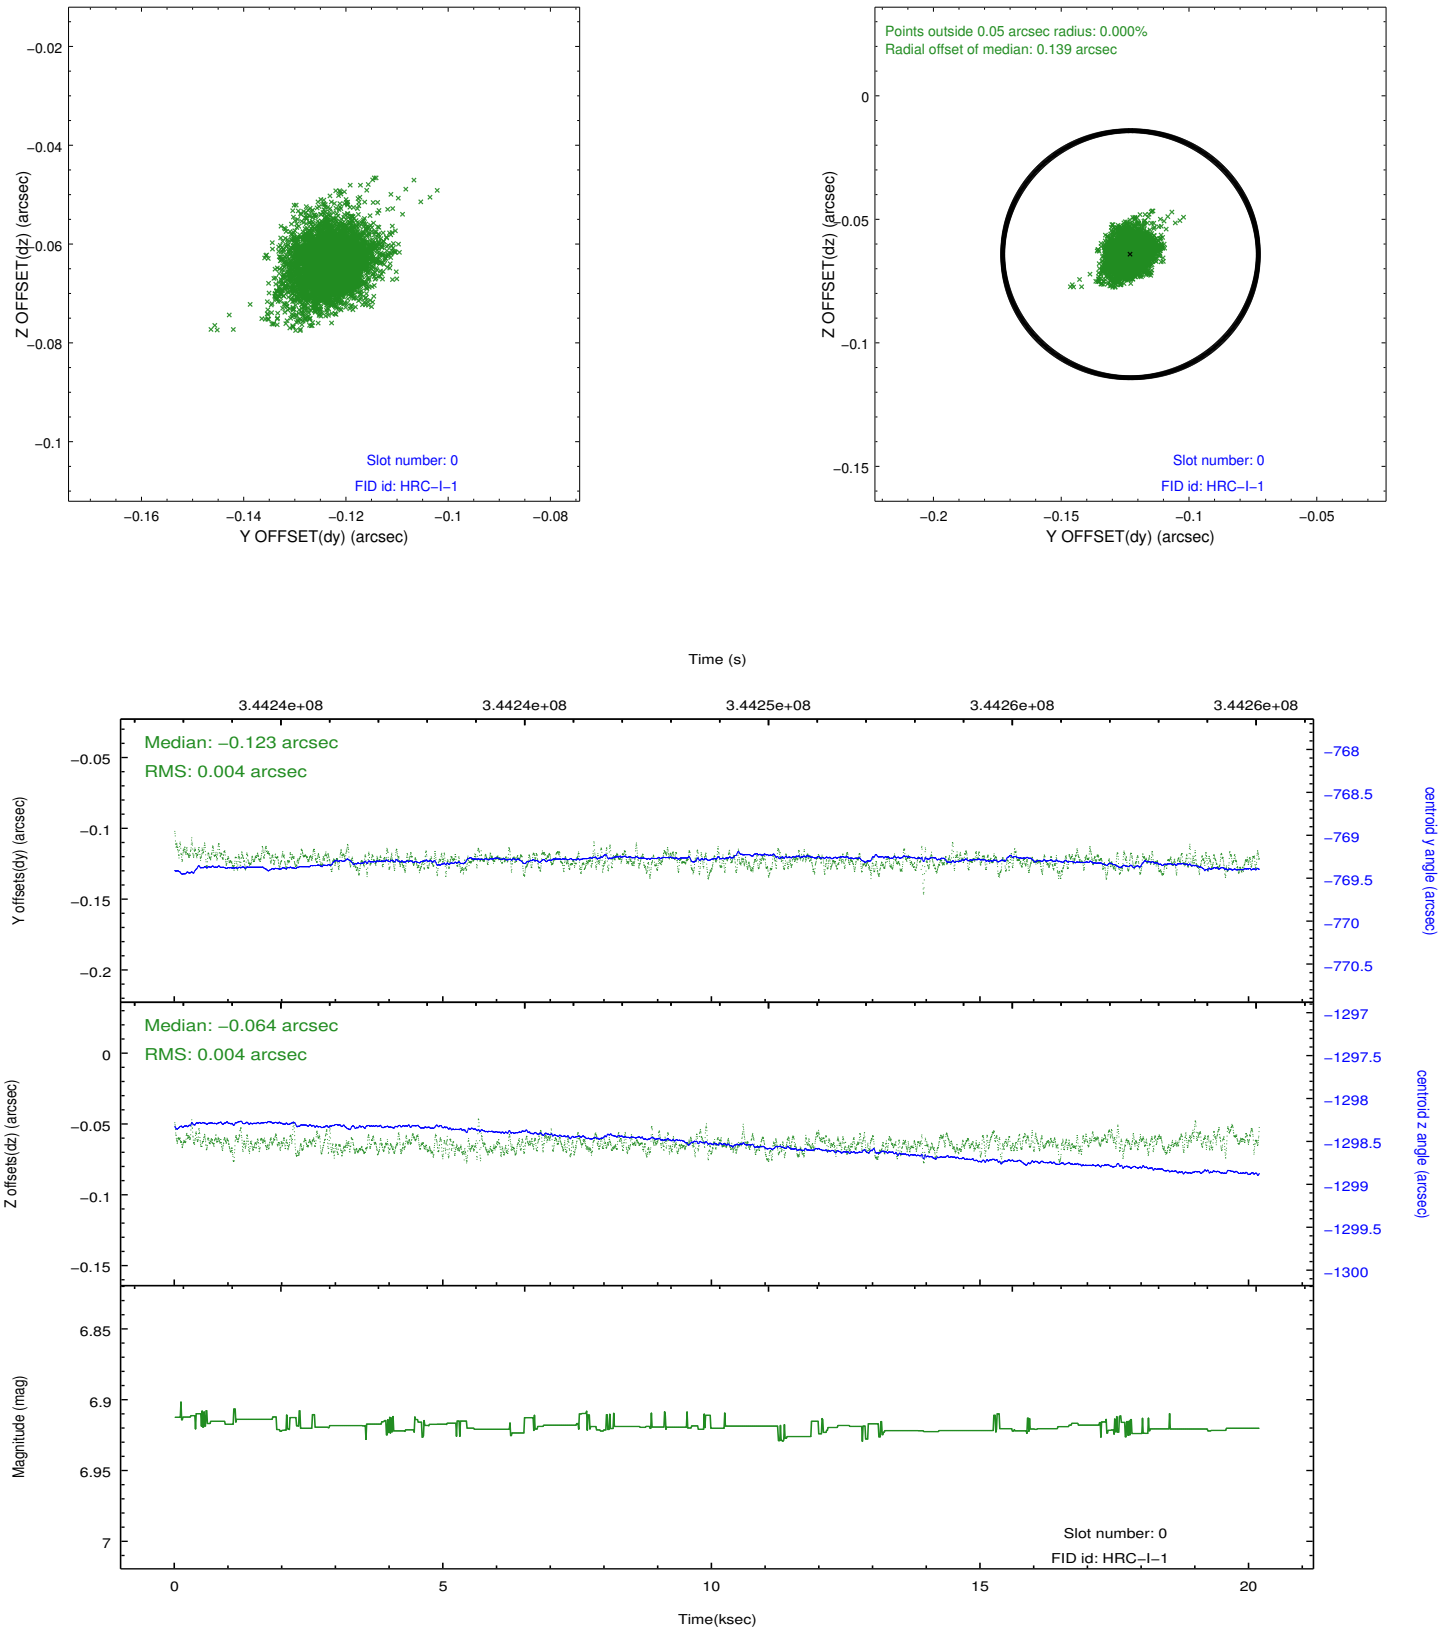 −0.02
−0.04
−0.06
−0.08
−0.1
Z OFFSET(dz) (arcsec)
Slot number: 0
FID id: HRC−I−1
−0.16
−0.14
−0.12
−0.1
−0.08
Y OFFSET(dy) (arcsec)
Points outside 0.05 arcsec radius: 0.000%
Radial offset of median: 0.139 arcsec
0
−0.05
−0.1
−0.15
Z OFFSET(dz) (arcsec)
Slot number: 0
FID id: HRC−I−1
−0.2
−0.15
−0.1
−0.05
Y OFFSET(dy) (arcsec)
Time (s)
3.4424e+08
3.4424e+08
3.4425e+08
3.4426e+08
3.4426e+08
Median: −0.123 arcsec
RMS: 0.004 arcsec
−0.05
−0.1
−0.15
−0.2
Y offsets(dy) (arcsec)
−768
−768.5
−769
−769.5
−770
−770.5
centroid y angle (arcsec)
Median: −0.064 arcsec
RMS: 0.004 arcsec
0
−0.05
−0.1
−0.15
Z offsets(dz) (arcsec)
−1297
−1297.5
−1298
−1298.5
−1299
−1299.5
−1300
centroid z angle (arcsec)
6.85
6.9
6.95
7
Magnitude (mag)
Slot number: 0
FID id: HRC−I−1
0
5
10
15
20
Time(ksec)